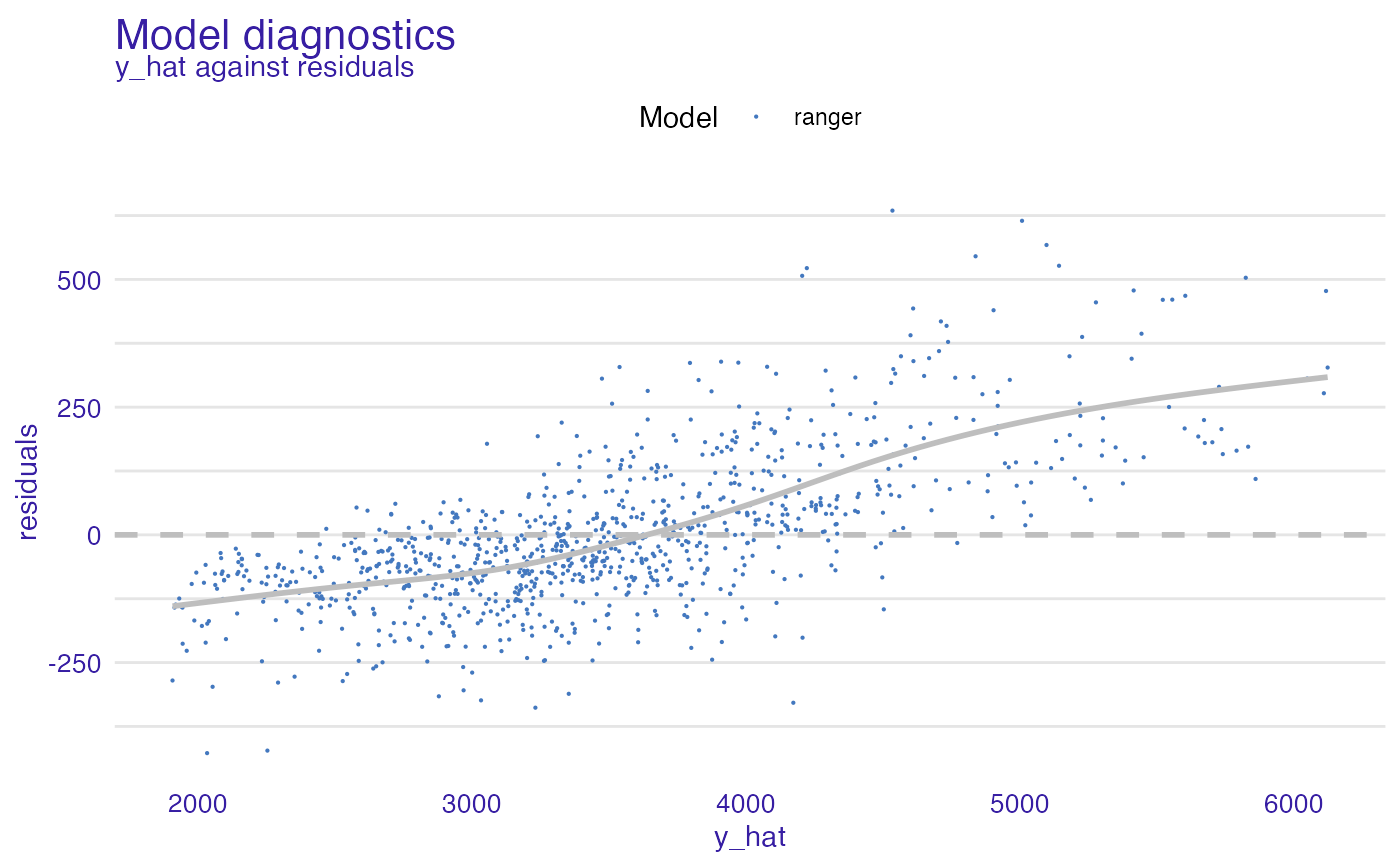 Model diagnostics
y_hat against residuals
Model ranger
500
250
0
-250
residuals
2000 3000 4000 5000 6000
y_hat